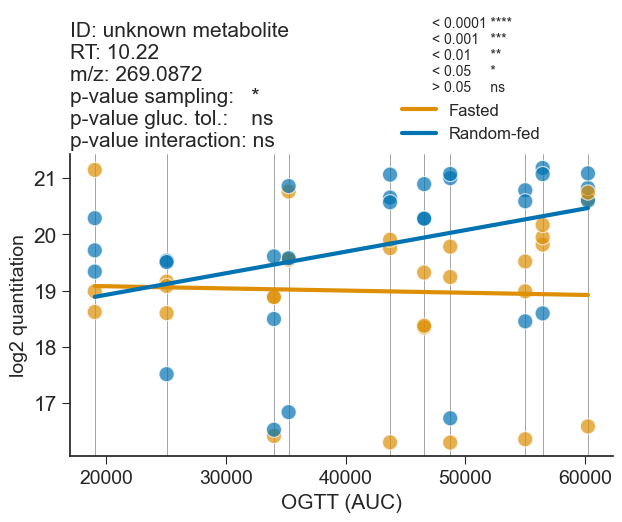 ID: unknown metabolite
RT: 10.22
m/z: 269.0872
p-value sampling: *
p-value gluc. tol.: ns
p-value interaction: ns
< 0.0001 ****
< 0.001 ***
< 0.01 **
< 0.05 *
> 0.05 ns
Fasted
Random-fed
21
20
19
18
17
log2 quantitation
20000 30000 40000 50000 60000
OGTT (AUC)